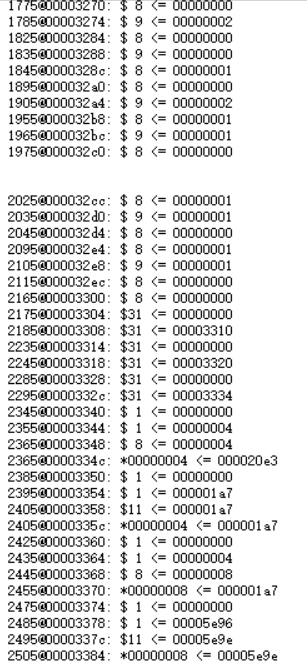 1775@00003270: $ 8 <= 00000000
1785@00003274: $ 9 <= 00000002
1825@00003284: $ 8 <= 00000000
1835@00003288: $ 9 <= 00000000
1845@0000328c: $ 8 <= 00000001
1895@000032a0: $ 8 <= 00000000
1905@000032a4: $ 9 <= 00000002
1955@000032b8: $ 8 <= 00000001
1965@000032bc: $ 9 <= 00000001
1975@000032c0: $ 8 <= 00000000
2025@000032cc: $ 8 <= 00000001
2035@000032d0: $ 9 <= 00000001
2045@000032d4: $ 8 <= 00000000
2095@000032e4: $ 8 <= 00000001
2105@000032e8: $ 9 <= 00000001
2115@000032ec: $ 8 <= 00000000
2165@00003300: $ 8 <= 00000000
2175@00003304: $31 <= 00000000
2185@00003308: $31 <= 00003310
2235@00003314: $31 <= 00000000
2245@00003318: $31 <= 00003320
2285@00003328: $31 <= 00000000
2295@0000332c: $31 <= 00003334
2345@00003340: $ 1 <= 00000000
2355@00003344: $ 1 <= 00000004
2365@00003348: $ 8 <= 00000004
2365@0000334c: *00000004 <= 000020e3
2385@00003350: $ 1 <= 00000000
2395@00003354: $ 1 <= 000001a7
2405@00003358: $11 <= 000001a7
2405@0000335c: *00000004 <= 000001a7
2425@00003360: $ 1 <= 00000000
2435@00003364: $ 1 <= 00000004
2445@00003368: $ 8 <= 00000008
2455@00003370: *00000008 <= 000001a7
2475@00003374: $ 1 <= 00000000
2485@00003378: $ 1 <= 00005e96
2495@0000337c: $11 <= 00005e9e
2505@00003384: *00000008 <= 00005e9e